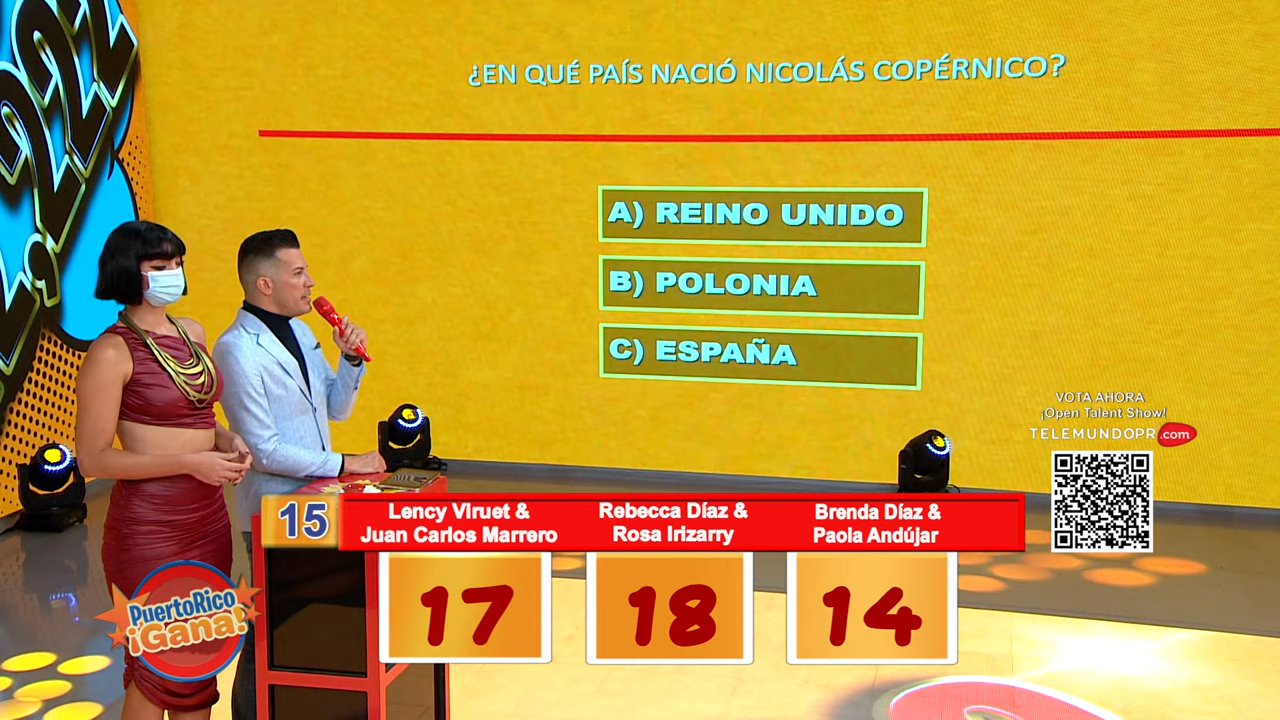 ¿EN QUÉ PAÍS NACIÓ NICOLÁS COPÉRNICO?
A) REINO UNIDO
B) POLONIA
C) ESPAÑA
VOTA AHORA
¡Open Talent Show!
TELEMUNDOPR.com
15
Lency Viruet &
Juan Carlos Marrero
Rebecca Díaz &
Rosa Irizarry
Brenda Díaz &
Paola Andújar
17
18
14
PuertoRico
¡Gana!